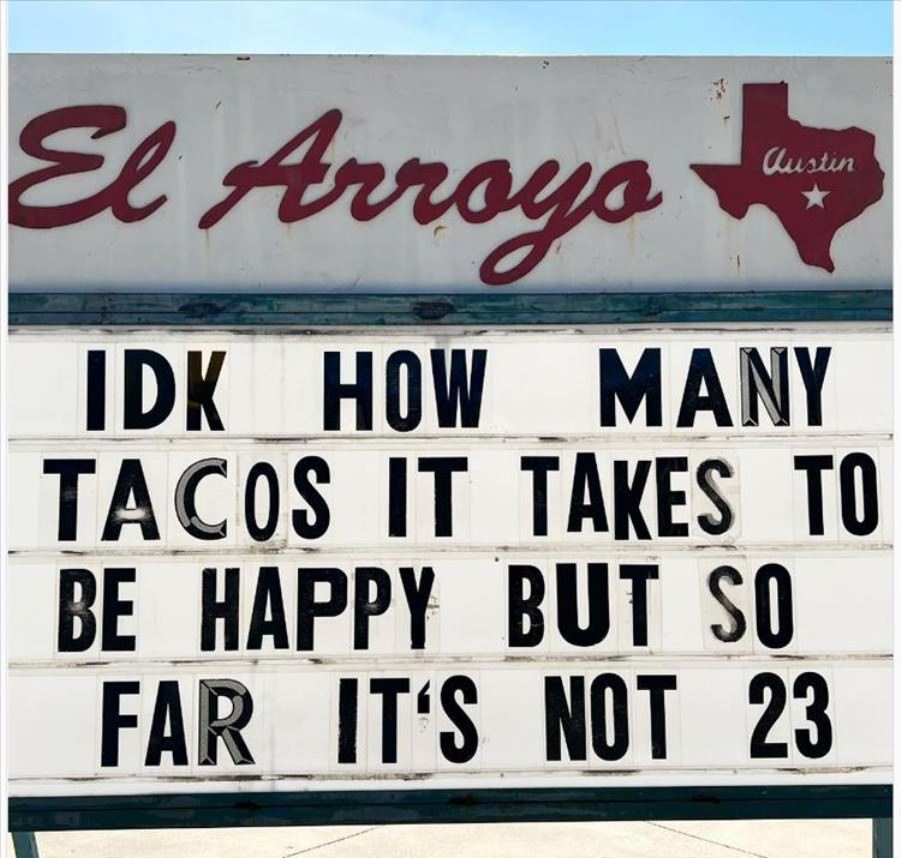 El Arroyo
Austin
IDK HOW MANY
TACOS IT TAKES TO
BE HAPPY BUT SO
FAR IT‘S NOT 23